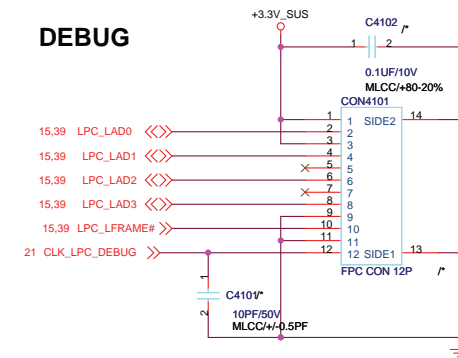 DEBUG
+3.3V_SUS
C4102 /*
1 2
0.1UF/10V
MLCC/+80-20%
CON4101
1 1 SIDE2 14
15,39 LPC_LAD0 2 2
3 3
15,39 LPC_LAD1 4 4
5 5
15,39 LPC_LAD2 6 6
7 7
15,39 LPC_LAD3 8 8
9 9
15,39 LPC_LFRAME# 10 10
11 11
21 CLK_LPC_DEBUG 12 12 SIDE1 13
FPC CON 12P /*
1
C4101/*
2
10PF/50V
MLCC/+/-0.5PF